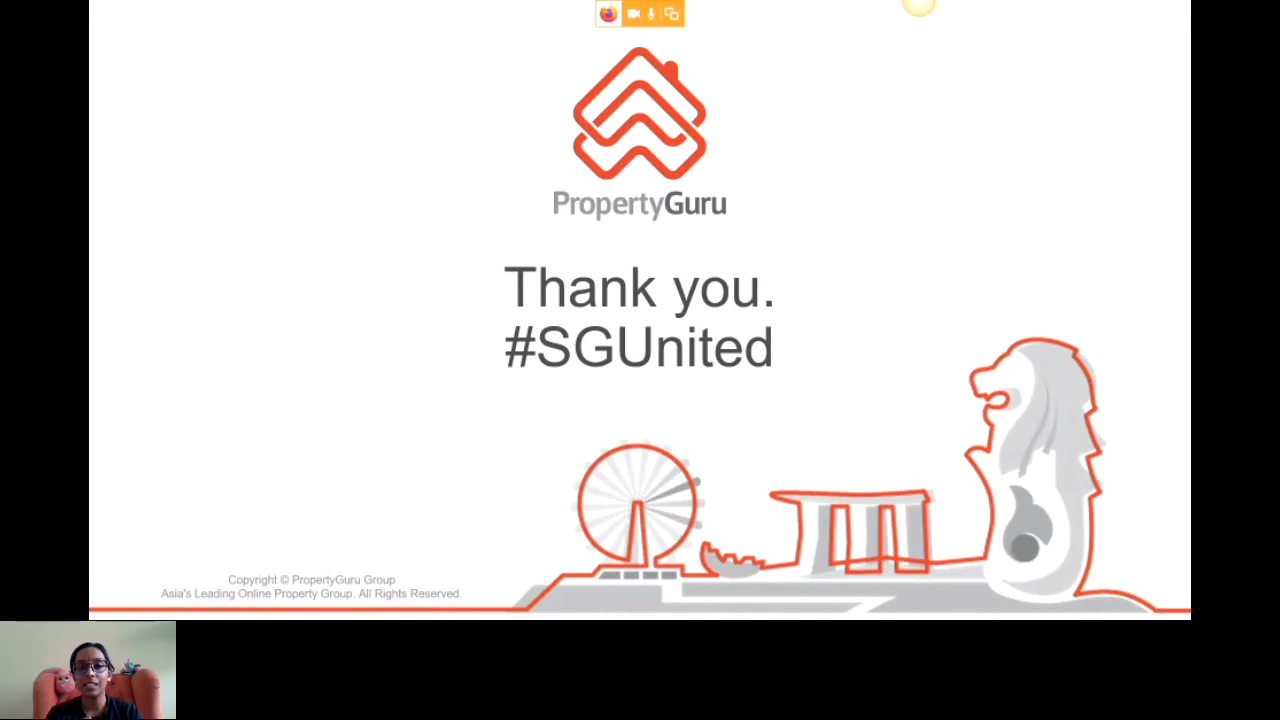 PropertyGuru
Thank you.
#SGUnited
Copyright © PropertyGuru Group
Asia's Leading Online Property Group. All Rights Reserved.